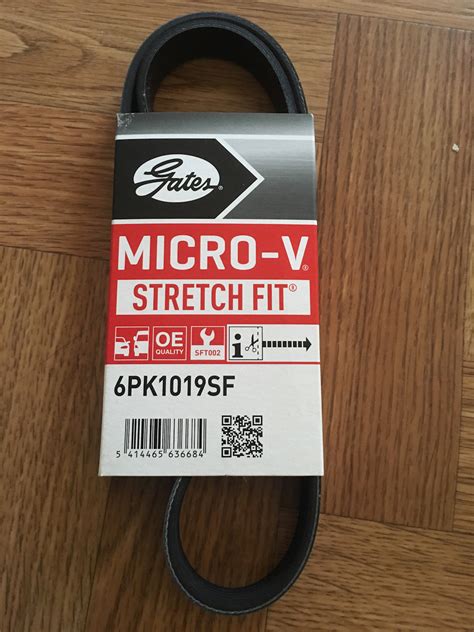 Gates
MICRO-V®
STRETCH FIT®
OE
QUALITY
SFT002
i
6PK1019SF
5 414465 636684